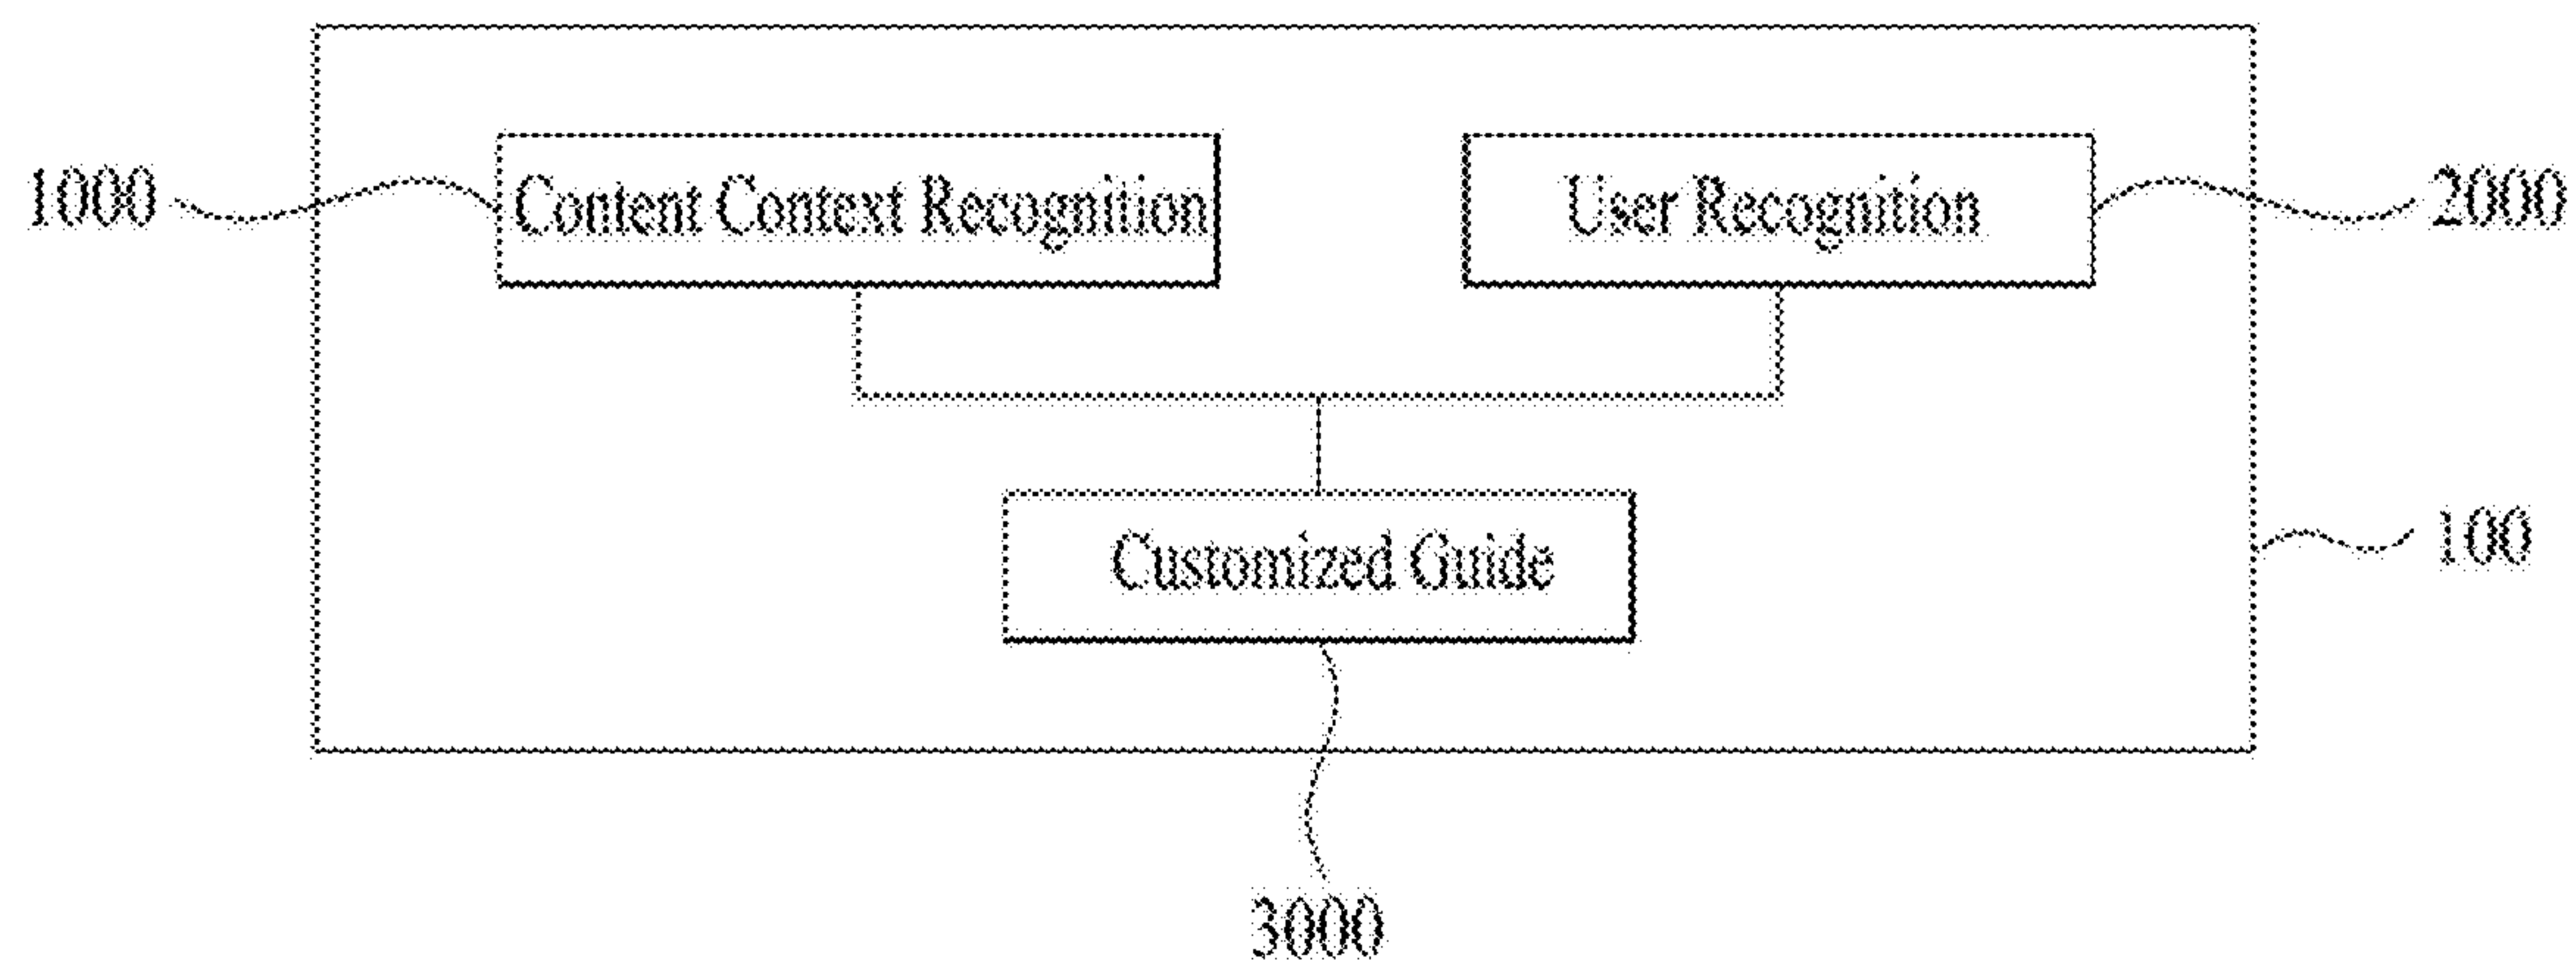 1000
Content Context Recognition
User Recognition
2000
Customized Guide
100
3000